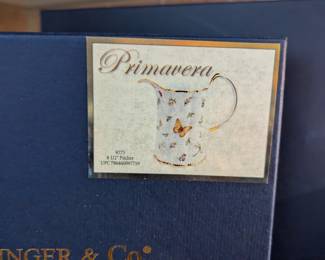 Primavera
8 1/2" Pitcher
INGER & Co®